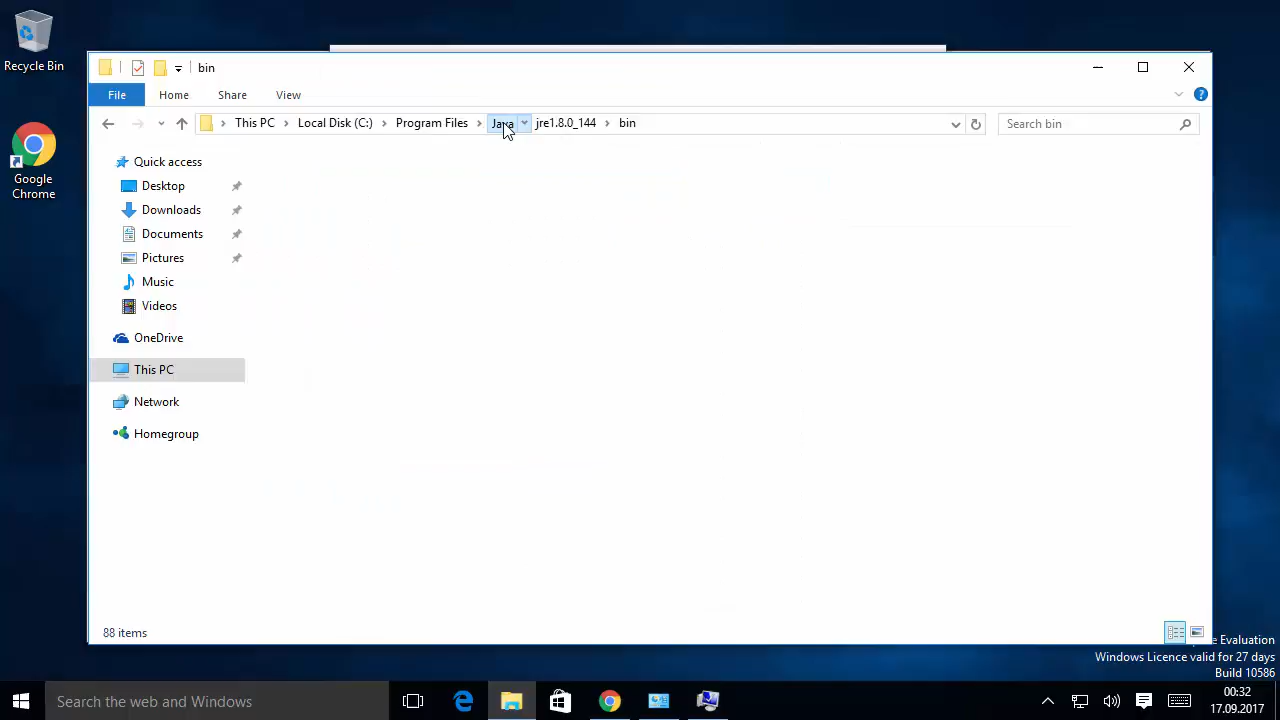 Recycle Bin
Google
Chrome
bin
File
Home
Share
View
This PC
Local Disk (C:)
Program Files
Java
jre1.8.0_144
bin
Search bin
Quick access
Desktop
Downloads
Documents
Pictures
Music
Videos
OneDrive
This PC
Network
Homegroup
88 items
Evaluation
Windows Licence valid for 27 days
Build 10586
Search the web and Windows
00:32
17.09.2017